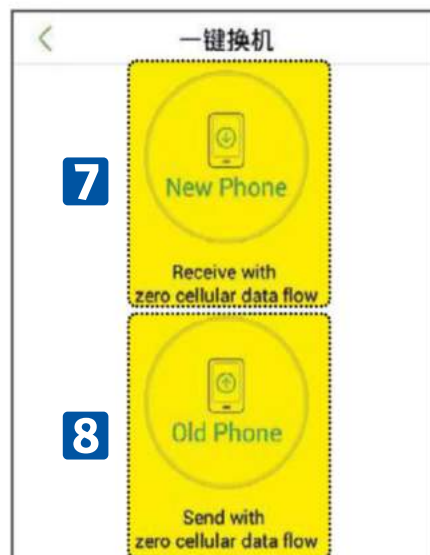 一键换机
7
New Phone
Receive with
zero cellular data flow
8
Old Phone
Send with
zero cellular data flow